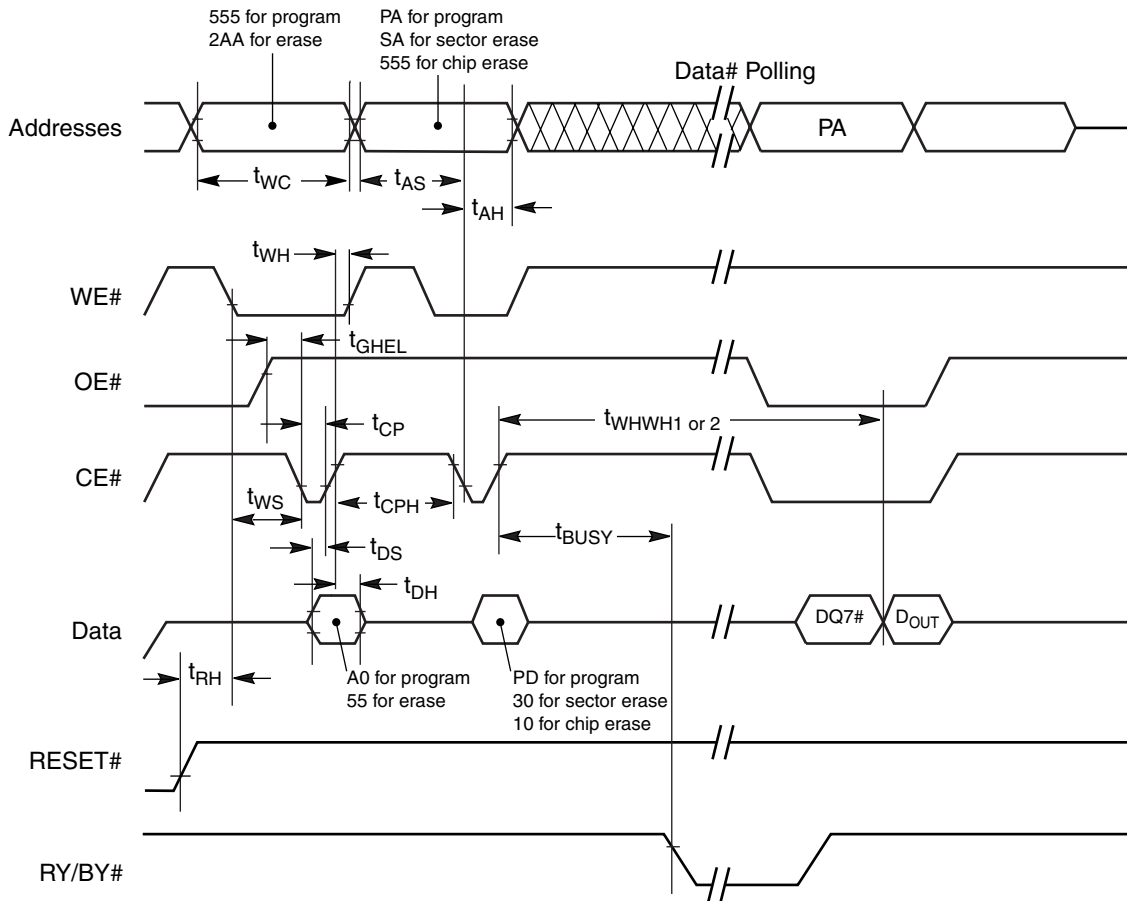 555 for program
2AA for erase
PA for program
SA for sector erase
555 for chip erase
Data# Polling
Addresses
PA
tWC
tAS
tAH
tWH
WE#
tGHEL
OE#
tWHWH1 or 2
tCP
CE#
tWS
tCPH
tBUSY
tDS
tDH
Data
DQ7#
DOUT
tRH
A0 for program
55 for erase
PD for program
30 for sector erase
10 for chip erase
RESET#
RY/BY#